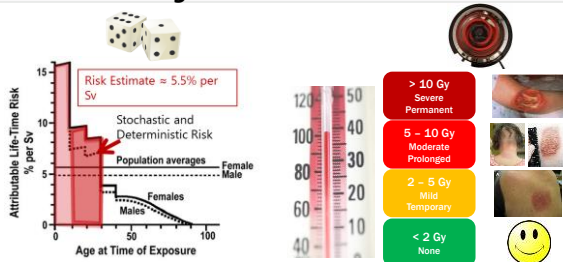 15
10
5
0
Attributable Life-Time Risk
% per Sv
Risk Estimate ≈ 5.5% per
Sv
Stochastic and
Deterministic Risk
Population averages
Female
Male
Females
Males
0
50
100
Age at Time of Exposure
120
100
80
60
40
50
40
30
20
10
> 10 Gy
Severe
Permanent
5 – 10 Gy
Moderate
Prolonged
2 – 5 Gy
Mild
Temporary
< 2 Gy
None